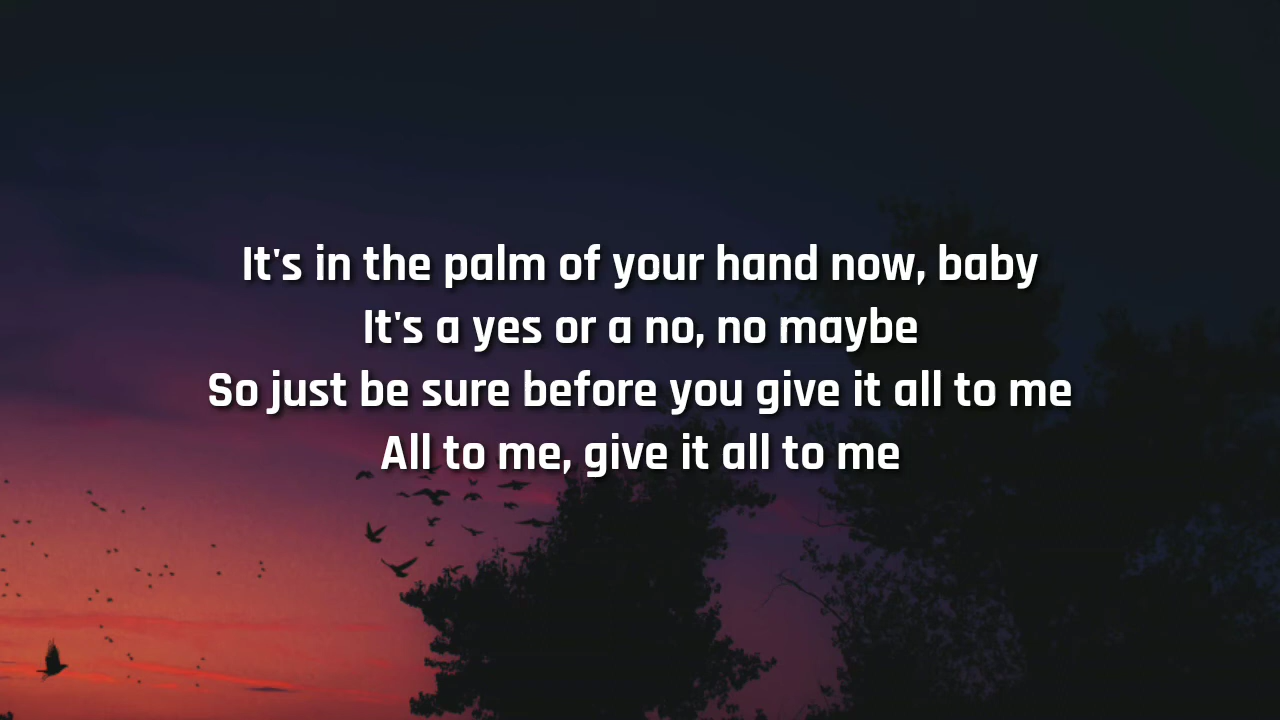 It's in the palm of your hand now, baby
It's a yes or a no, no maybe
So just be sure before you give it all to me
All to me, give it all to me